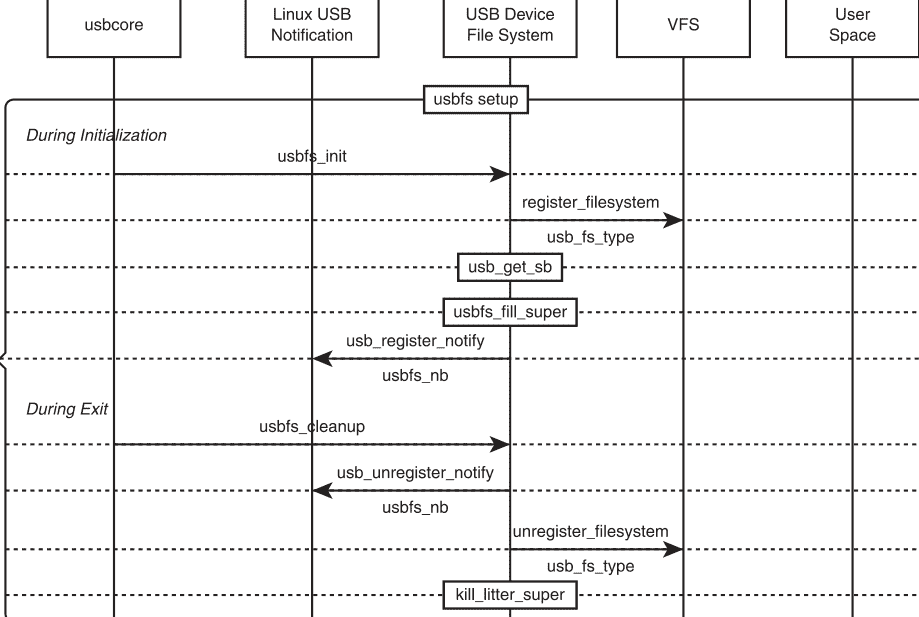 usbcore
Linux USB
Notification
USB Device
File System
VFS
User
Space
usbfs setup
During Initialization
usbfs_init
register_filesystem
usb_fs_type
usb_get_sb
usbfs_fill_super
usb_register_notify
usbfs_nb
During Exit
usbfs_cleanup
usb_unregister_notify
usbfs_nb
unregister_filesystem
usb_fs_type
kill_litter_super